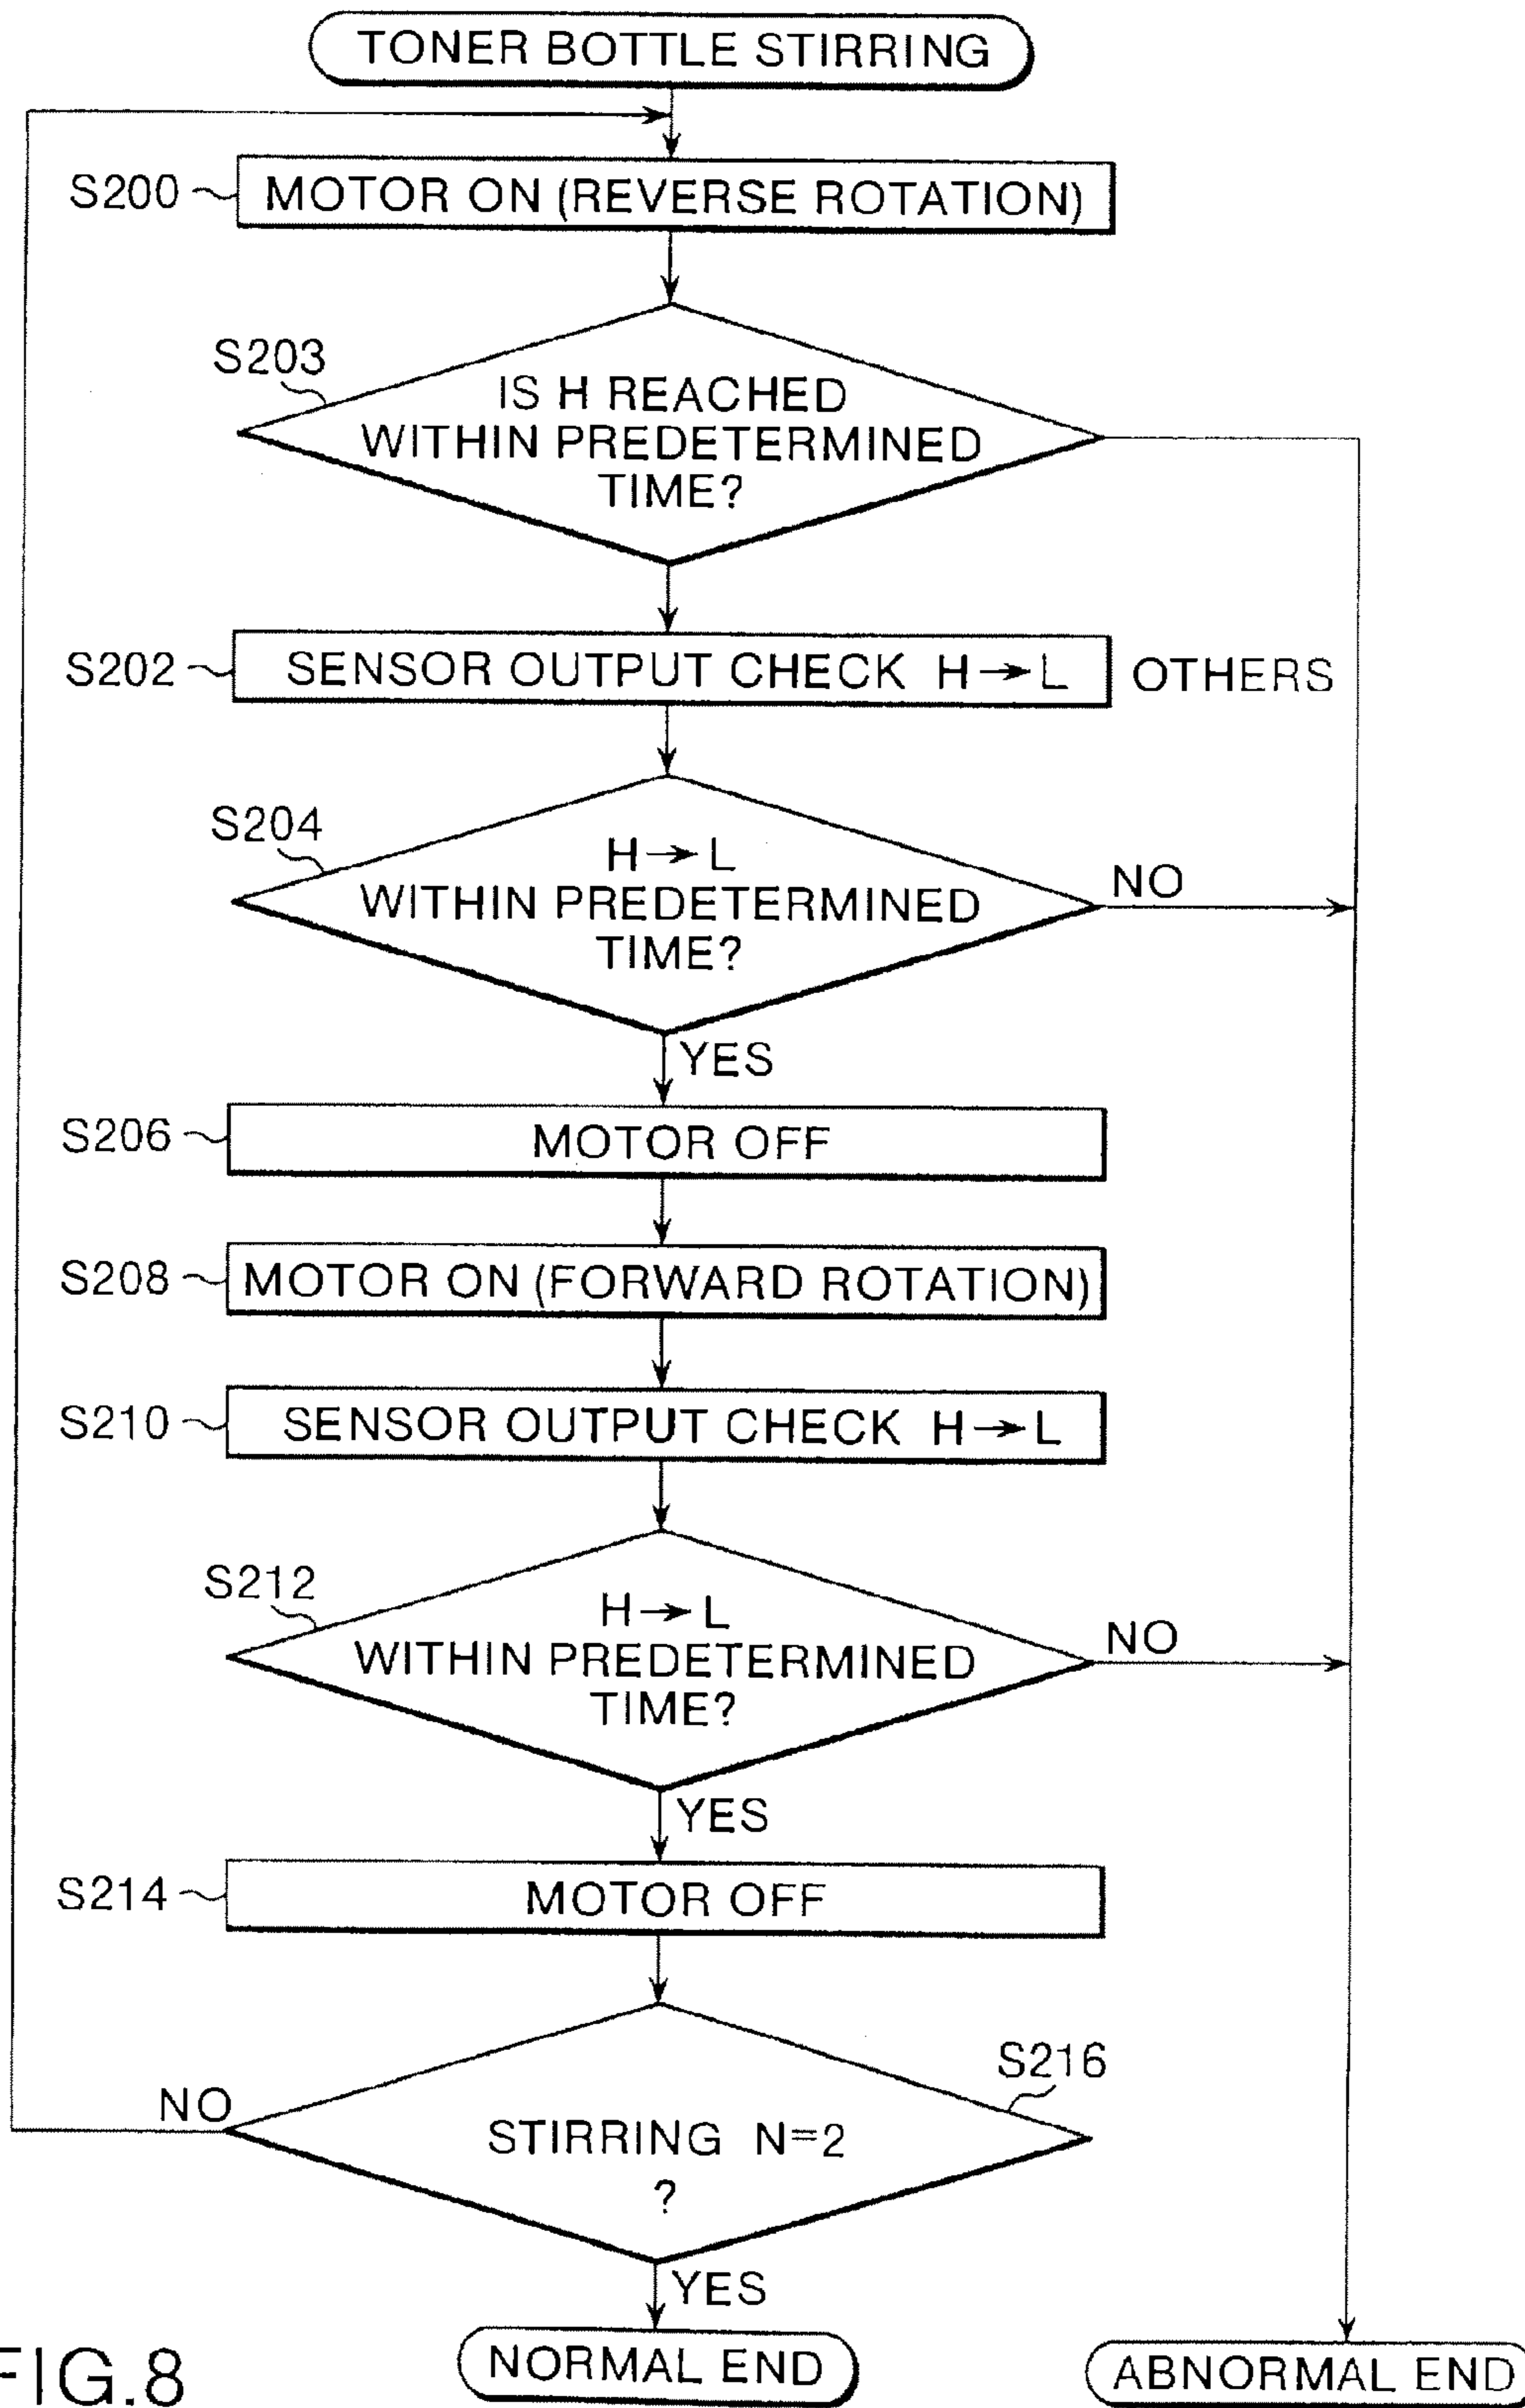 TONER BOTTLE STIRRING
S200 MOTOR ON (REVERSE ROTATION)
S203
IS H REACHED
WITHIN PREDETERMINED
TIME?
S202 SENSOR OUTPUT CHECK H→L OTHERS
S204
H→L
WITHIN PREDETERMINED
TIME?
NO
YES
S206 MOTOR OFF
S208 MOTOR ON (FORWARD ROTATION)
S210 SENSOR OUTPUT CHECK H→L
S212
H→L
WITHIN PREDETERMINED
TIME?
NO
YES
S214 MOTOR OFF
S216
NO
STIRRING N=2
?
YES
NORMAL END
ABNORMAL END
FIG.8